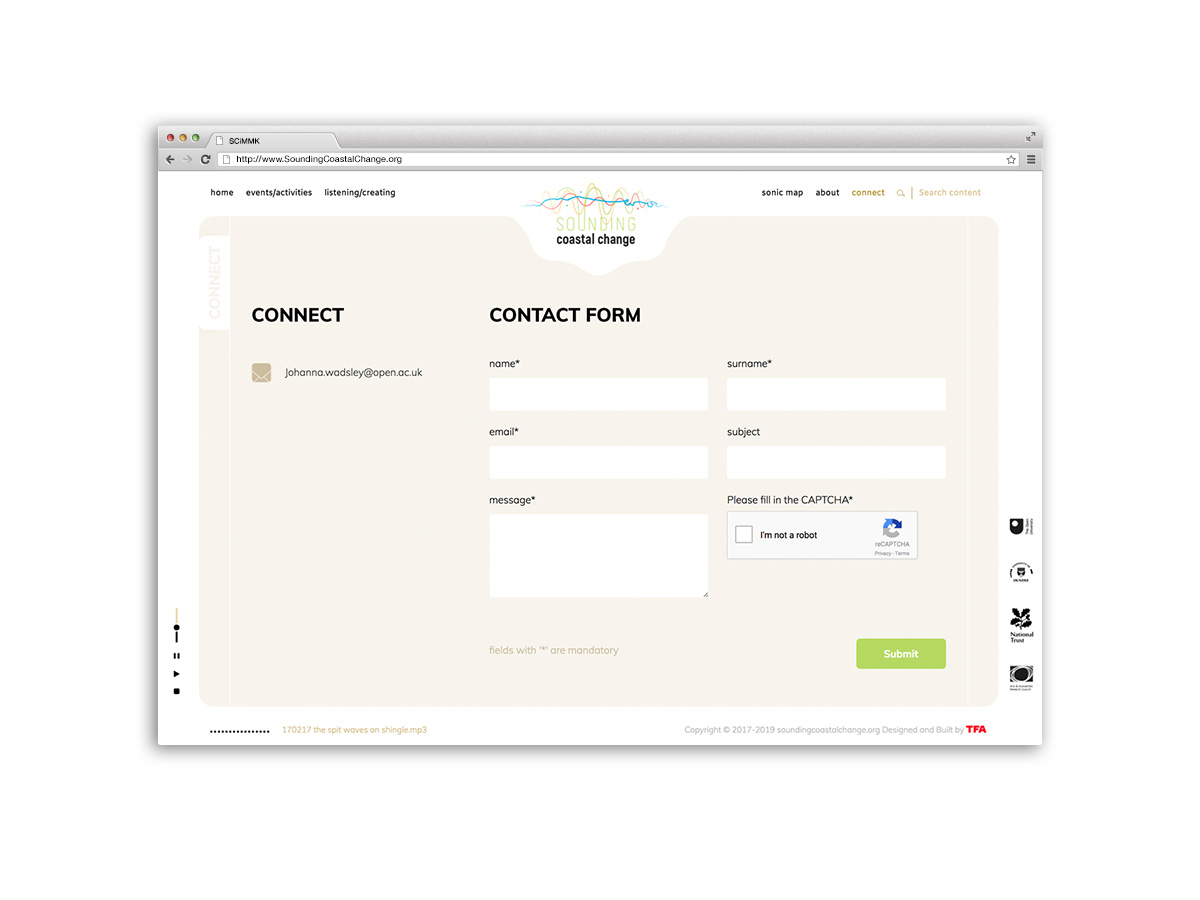 SCiMMK
http://www.SoundingCoastalChange.org
home events/activities listening/creating
sonic map about connect Search content
SOUNDING
coastal change
CONNECT
CONNECT
Johanna.wadsley@open.ac.uk
CONTACT FORM
name* surname*
email* subject
message* Please fill in the CAPTCHA*
I'm not a robot
reCAPTCHA
Privacy - Terms
fields with '*' are mandatory
Submit
The Open
University
DUNDEE
National
Trust
170217 the spit waves on shingle.mp3
Copyright © 2017-2019 soundingcoastalchange.org Designed and Built by TFA